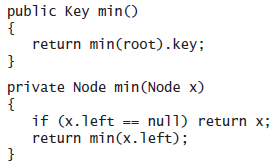 public Key min()
{
return min(root).key;
}
private Node min(Node x)
{
if (x.left == null) return x;
return min(x.left);
}